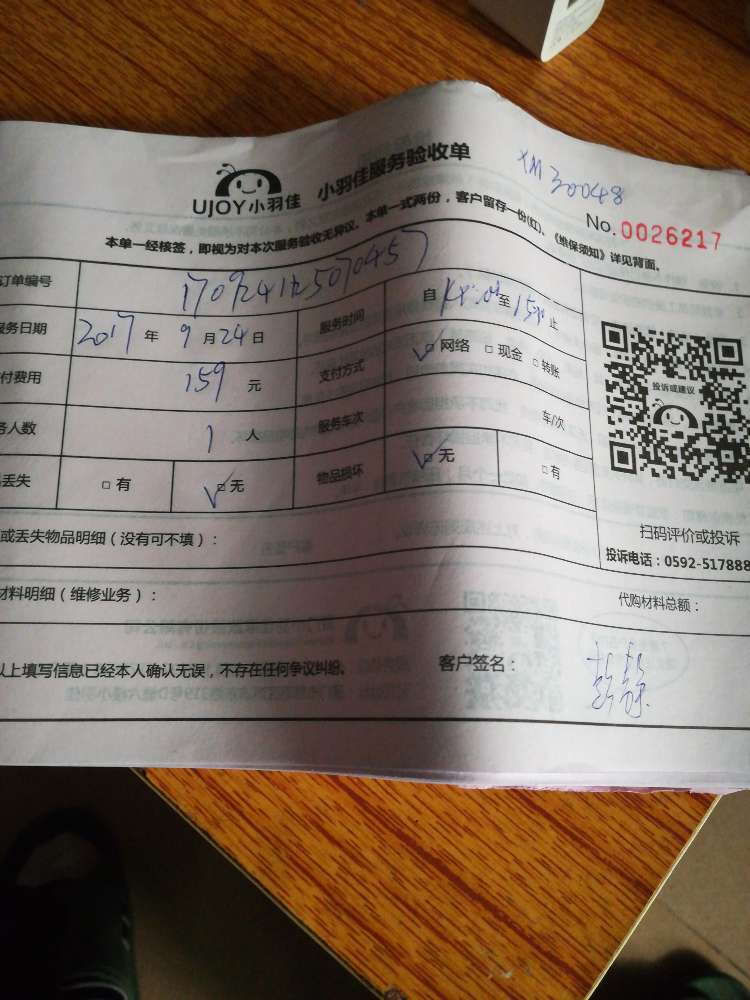 小羽佳服务验收单
XM30048
UJOY小羽佳
No.0026217
本单一经核签，即视为对本次服务验收无异议。本单一式两份，客户留存一份(红)、《维保须知》详见背面。
订单编号
服务日期 2017 年 9 月 24 日 服务时间 自 至 止
付费用 159 元 支付方式 ☑ 网络 □ 现金 □ 转账
务人数 1 人 服务车次 车/次
丢失 □ 有 ☑ 无 物品损坏 ☑ 无 □ 有
投诉或建议
扫码评价或投诉
投诉电话：0592-517888
或丢失物品明细（没有可不填）：
材料明细（维修业务）： 代购材料总额：
以上填写信息已经本人确认无误，不存在任何争议纠纷。 客户签名：